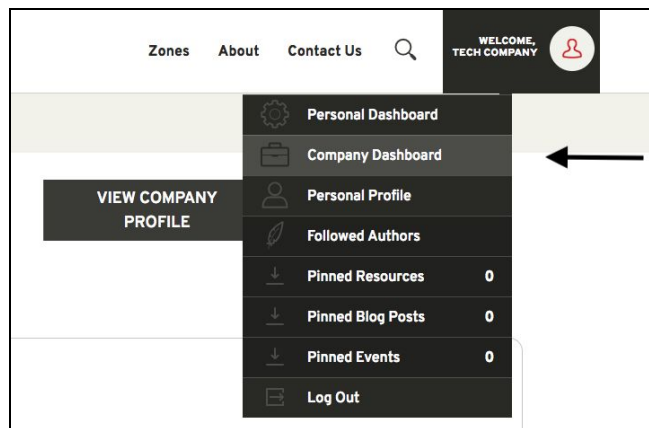 Zones About Contact Us WELCOME,
TECH COMPANY
Personal Dashboard
Company Dashboard
VIEW COMPANY
PROFILE
Personal Profile
Followed Authors
Pinned Resources 0
Pinned Blog Posts 0
Pinned Events 0
Log Out